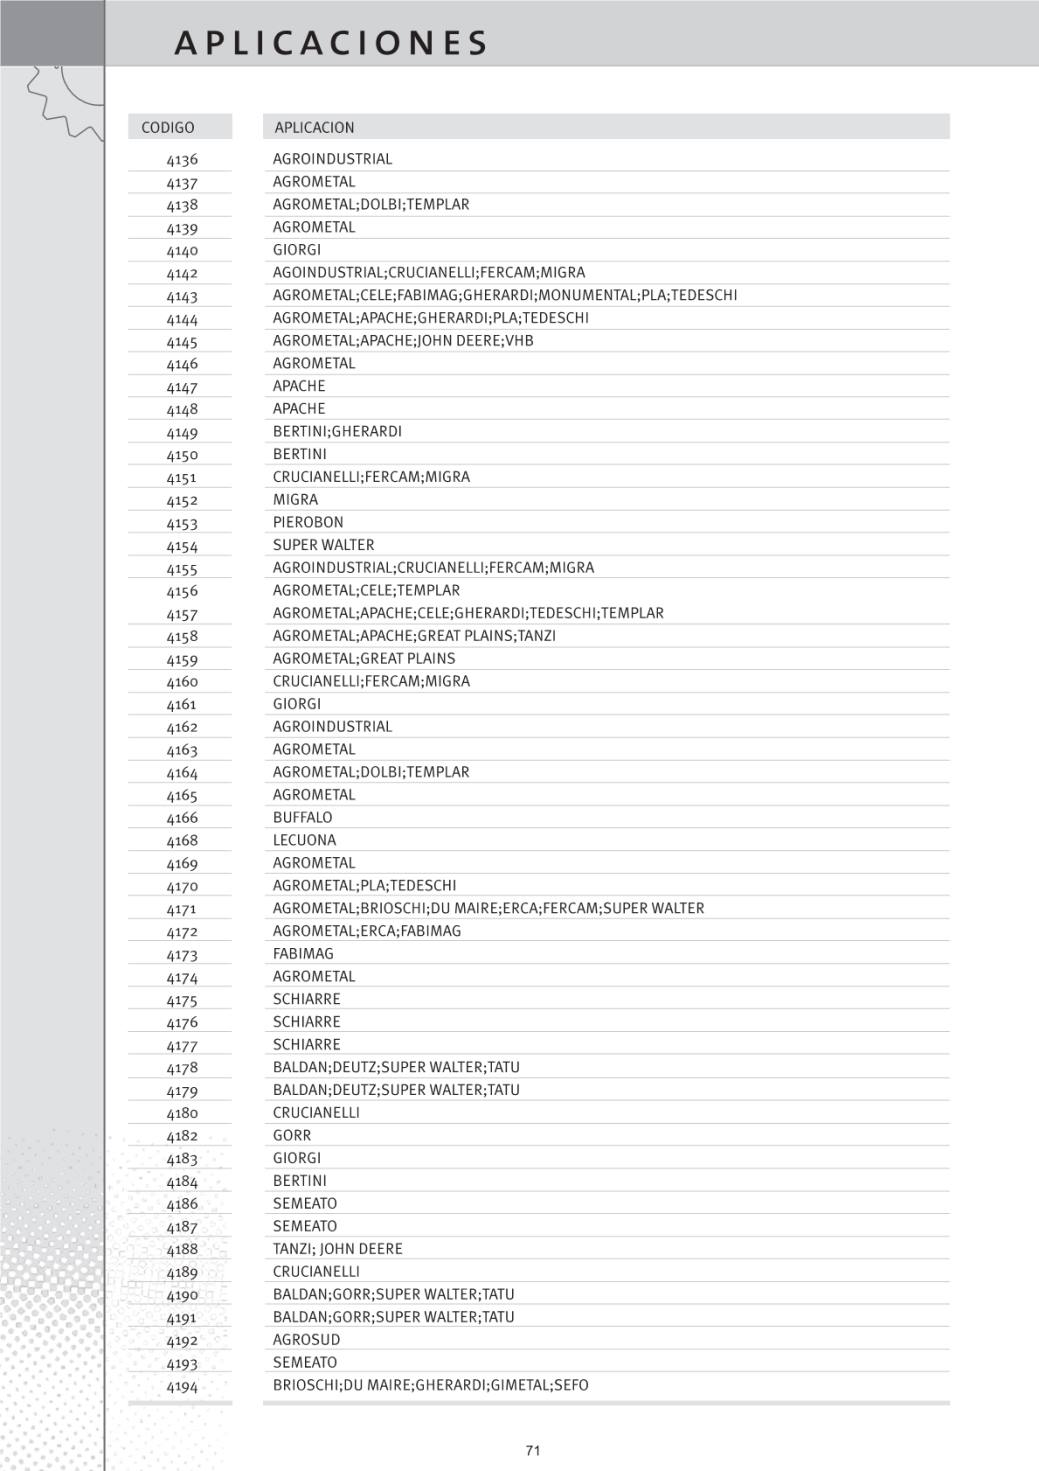 APLICACIONES
CODIGO APLICACION
4136 AGROINDUSTRIAL
4137 AGROMETAL
4138 AGROMETAL;DOLBI;TEMPLAR
4139 AGROMETAL
4140 GIORGI
4142 AGOINDUSTRIAL;CRUCIANELLI;FERCAM;MIGRA
4143 AGROMETAL;CELE;FABIMAG;GHERARDI;MONUMENTAL;PLA;TEDESCHI
4144 AGROMETAL;APACHE;GHERARDI;PLA;TEDESCHI
4145 AGROMETAL;APACHE;JOHN DEERE;VHB
4146 AGROMETAL
4147 APACHE
4148 APACHE
4149 BERTINI;GHERARDI
4150 BERTINI
4151 CRUCIANELLI;FERCAM;MIGRA
4152 MIGRA
4153 PIEROBON
4154 SUPER WALTER
4155 AGROINDUSTRIAL;CRUCIANELLI;FERCAM;MIGRA
4156 AGROMETAL;CELE;TEMPLAR
4157 AGROMETAL;APACHE;CELE;GHERARDI;TEDESCHI;TEMPLAR
4158 AGROMETAL;APACHE;GREAT PLAINS;TANZI
4159 AGROMETAL;GREAT PLAINS
4160 CRUCIANELLI;FERCAM;MIGRA
4161 GIORGI
4162 AGROINDUSTRIAL
4163 AGROMETAL
4164 AGROMETAL;DOLBI;TEMPLAR
4165 AGROMETAL
4166 BUFFALO
4168 LECUONA
4169 AGROMETAL
4170 AGROMETAL;PLA;TEDESCHI
4171 AGROMETAL;BRIOSCHI;DU MAIRE;ERCA;FERCAM;SUPER WALTER
4172 AGROMETAL;ERCA;FABIMAG
4173 FABIMAG
4174 AGROMETAL
4175 SCHIARRE
4176 SCHIARRE
4177 SCHIARRE
4178 BALDAN;DEUTZ;SUPER WALTER;TATU
4179 BALDAN;DEUTZ;SUPER WALTER;TATU
4180 CRUCIANELLI
4182 GORR
4183 GIORGI
4184 BERTINI
4186 SEMEATO
4187 SEMEATO
4188 TANZI; JOHN DEERE
4189 CRUCIANELLI
4190 BALDAN;GORR;SUPER WALTER;TATU
4191 BALDAN;GORR;SUPER WALTER;TATU
4192 AGROSUD
4193 SEMEATO
4194 BRIOSCHI;DU MAIRE;GHERARDI;GIMETAL;SEFO
71